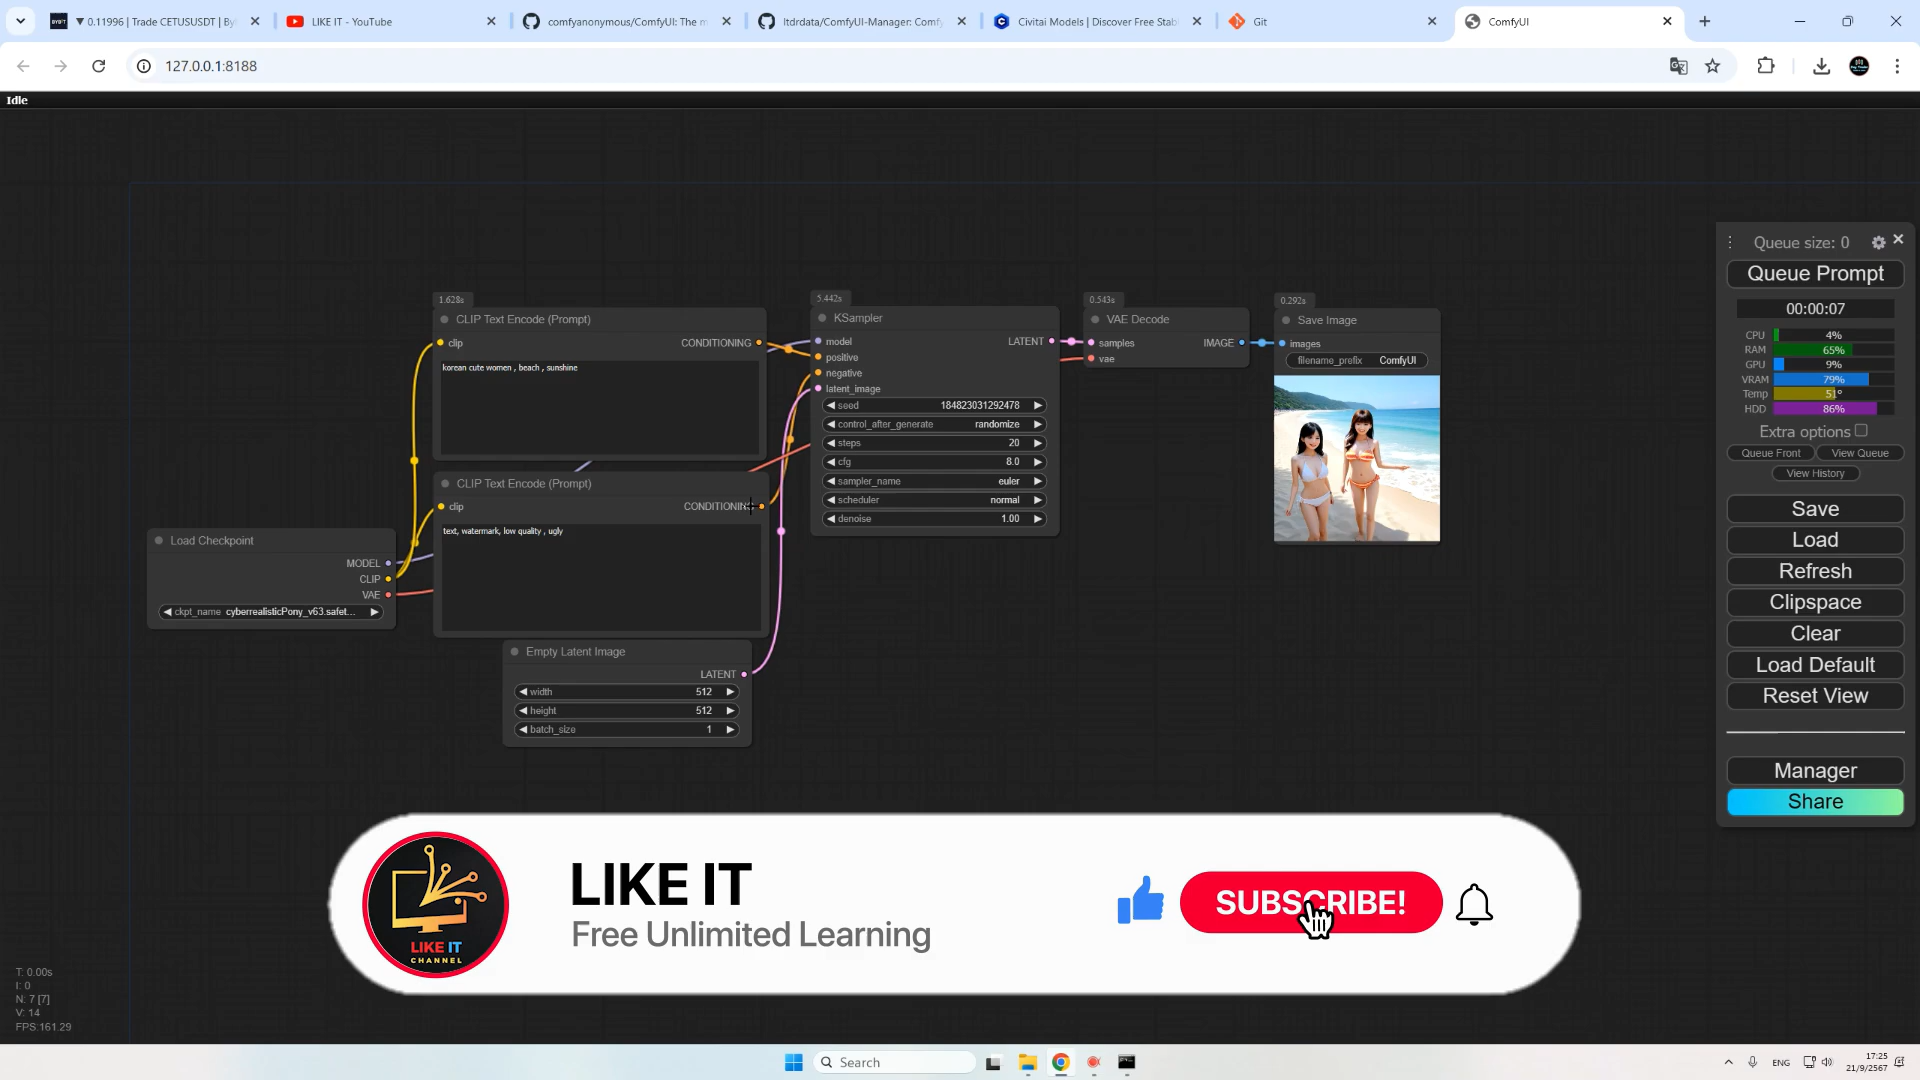 ▼ 0.11996 | Trade CETUSUSDT | By
LIKE IT - YouTube
comfyanonymous/ComfyUI: The m
ltdrdata/ComfyUI-Manager: Comfy
Civitai Models | Discover Free Stab
Git
ComfyUI
127.0.0.1:8188
Idle
Queue size: 0
Queue Prompt
00:00:07
CPU 4%
RAM 65%
GPU 9%
VRAM 79%
Temp 51°
HDD 86%
Extra options
Queue Front View Queue
View History
Save
Load
Refresh
Clipspace
Clear
Load Default
Reset View
Manager
Share
1.628s
CLIP Text Encode (Prompt)
clip CONDITIONING
korean cute women , beach , sunshine
CLIP Text Encode (Prompt)
clip CONDITIONING
text, watermark, low quality , ugly
Load Checkpoint
MODEL
CLIP
VAE
ckpt_name cyberrealisticPony_v63.safet...
Empty Latent Image
LATENT
width 512
height 512
batch_size 1
5.442s
KSampler
model LATENT
positive
negative
latent_image
seed 184823031292478
control_after_generate randomize
steps 20
cfg 8.0
sampler_name euler
scheduler normal
denoise 1.00
0.543s
VAE Decode
samples IMAGE
vae
0.292s
Save Image
images
filename_prefix ComfyUI
LIKE IT
CHANNEL
LIKE IT
Free Unlimited Learning
SUBSCRIBE!
T: 0.00s
I: 0
N: 7 [7]
V: 14
FPS:161.29
Search
ENG
17:25
21/9/2567